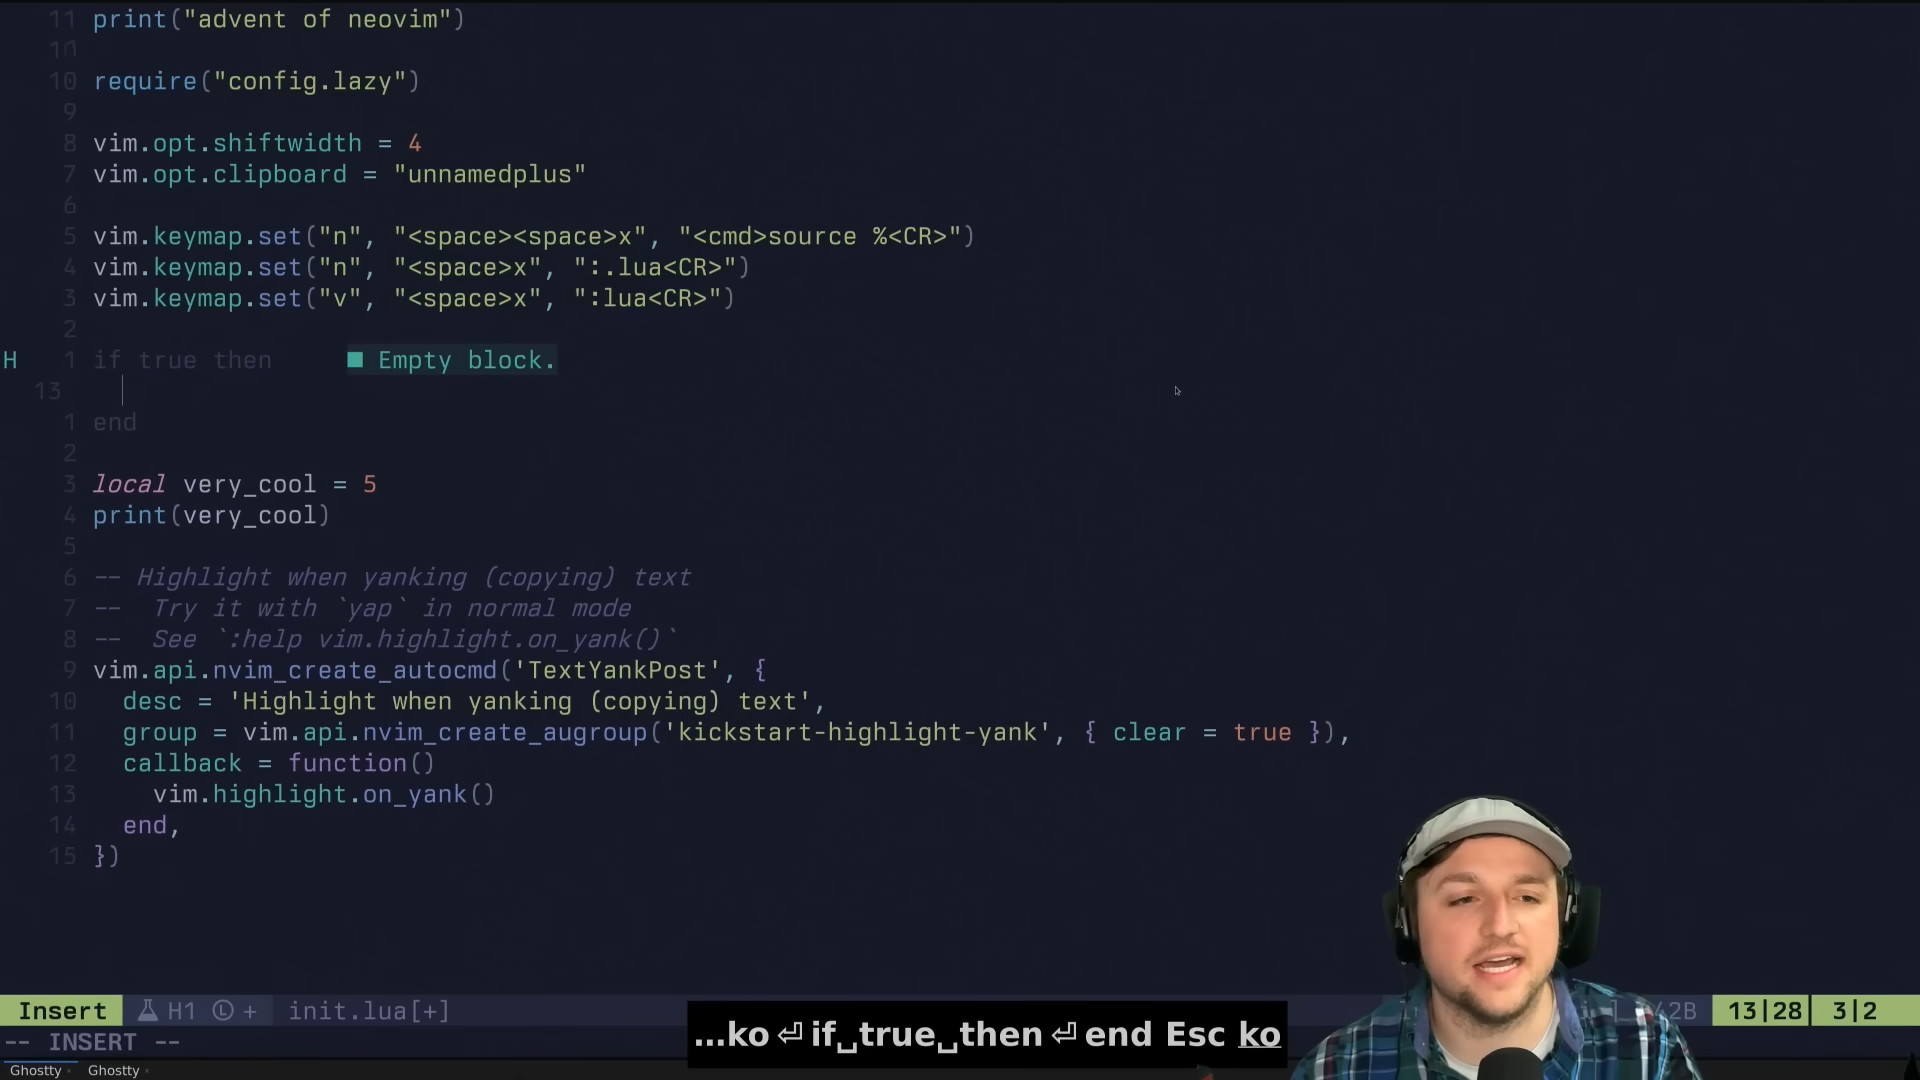 11 print("advent of neovim")
10
10 require("config.lazy")
9
8 vim.opt.shiftwidth = 4
7 vim.opt.clipboard = "unnamedplus"
6
5 vim.keymap.set("n", "<space><space>x", "<cmd>source %<CR>")
4 vim.keymap.set("n", "<space>x", ":.lua<CR>")
3 vim.keymap.set("v", "<space>x", ":lua<CR>")
2
H 1 if true then ■ Empty block.
13
1 end
2
3 local very_cool = 5
4 print(very_cool)
5
6 -- Highlight when yanking (copying) text
7 --  Try it with `yap` in normal mode
8 --  See `:help vim.highlight.on_yank()`
9 vim.api.nvim_create_autocmd('TextYankPost', {
10   desc = 'Highlight when yanking (copying) text',
11   group = vim.api.nvim_create_augroup('kickstart-highlight-yank', { clear = true }),
12   callback = function()
13     vim.highlight.on_yank()
14   end,
15 })
Insert H1 Ⓛ + init.lua[+] 42B 13|28 3|2
…ko⏎if␣true␣then⏎end Esc ko
-- INSERT --
Ghostty Ghostty